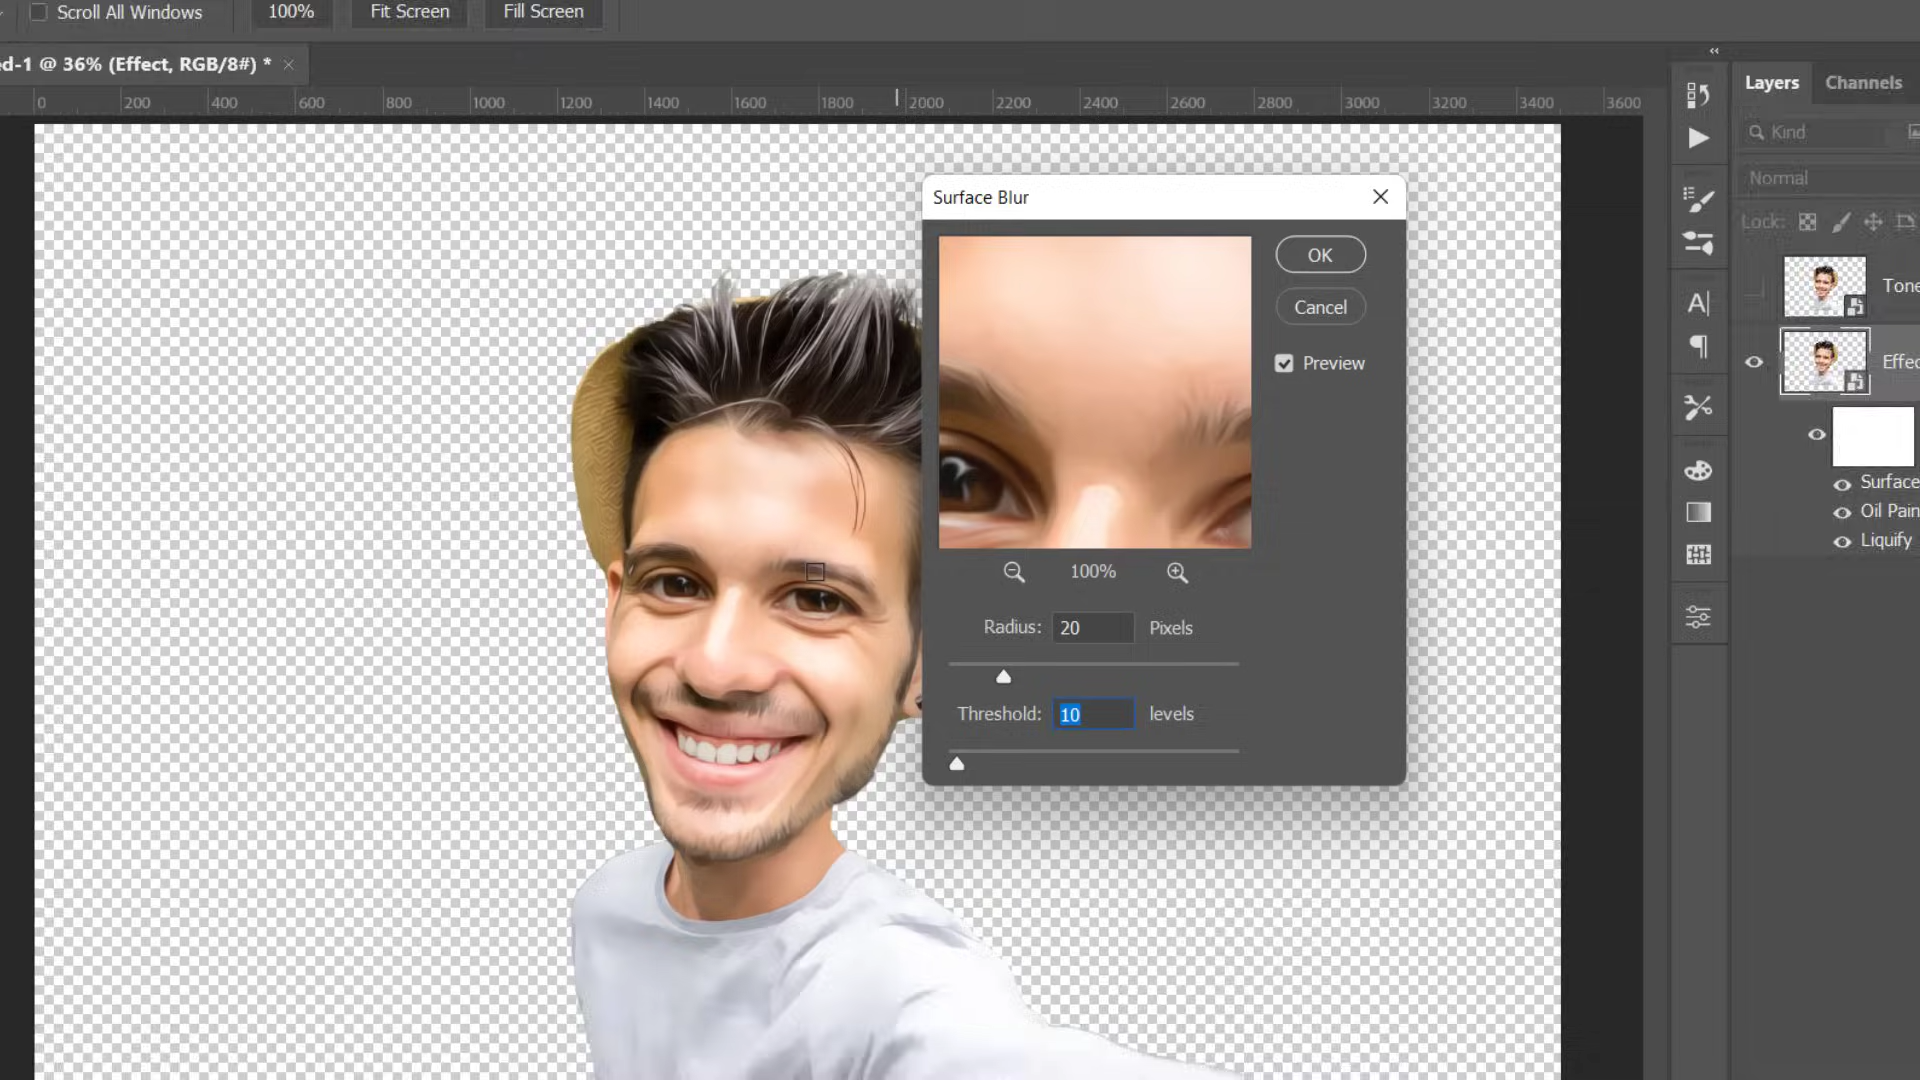 Scroll All Windows
100%
Fit Screen
Fill Screen
ed-1 @ 36% (Effect, RGB/8#) *
0 200 400 600 800 1000 1200 1400 1600 1800 2000 2200 2400 2600 2800 3000 3200 3400 3600
Layers
Channels
Kind
Normal
Lock:
Tone
Effec
Surface
Oil Pain
Liquify
Surface Blur
OK
Cancel
Preview
100%
Radius: 20 Pixels
Threshold: 10 levels